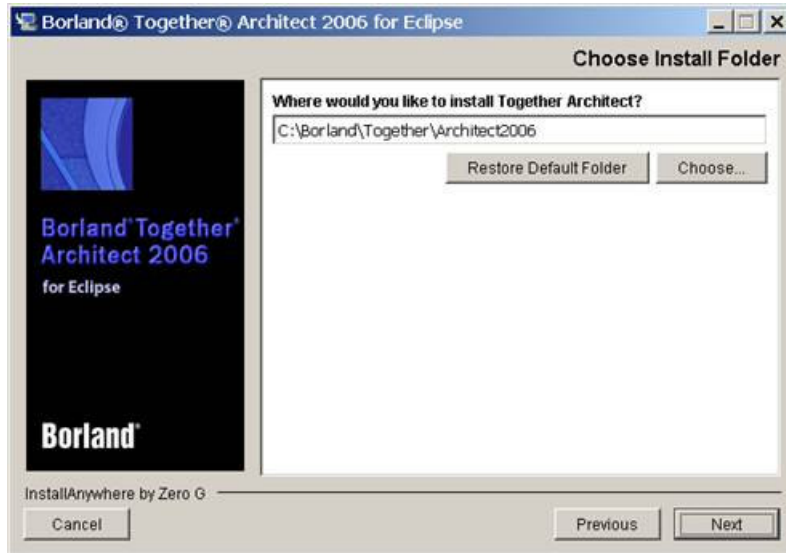 Borland® Together® Architect 2006 for Eclipse
Choose Install Folder
Where would you like to install Together Architect?
C:\Borland\Together\Architect2006
Restore Default Folder
Choose...
Borland® Together®
Architect 2006
for Eclipse
Borland®
InstallAnywhere by Zero G
Cancel
Previous
Next